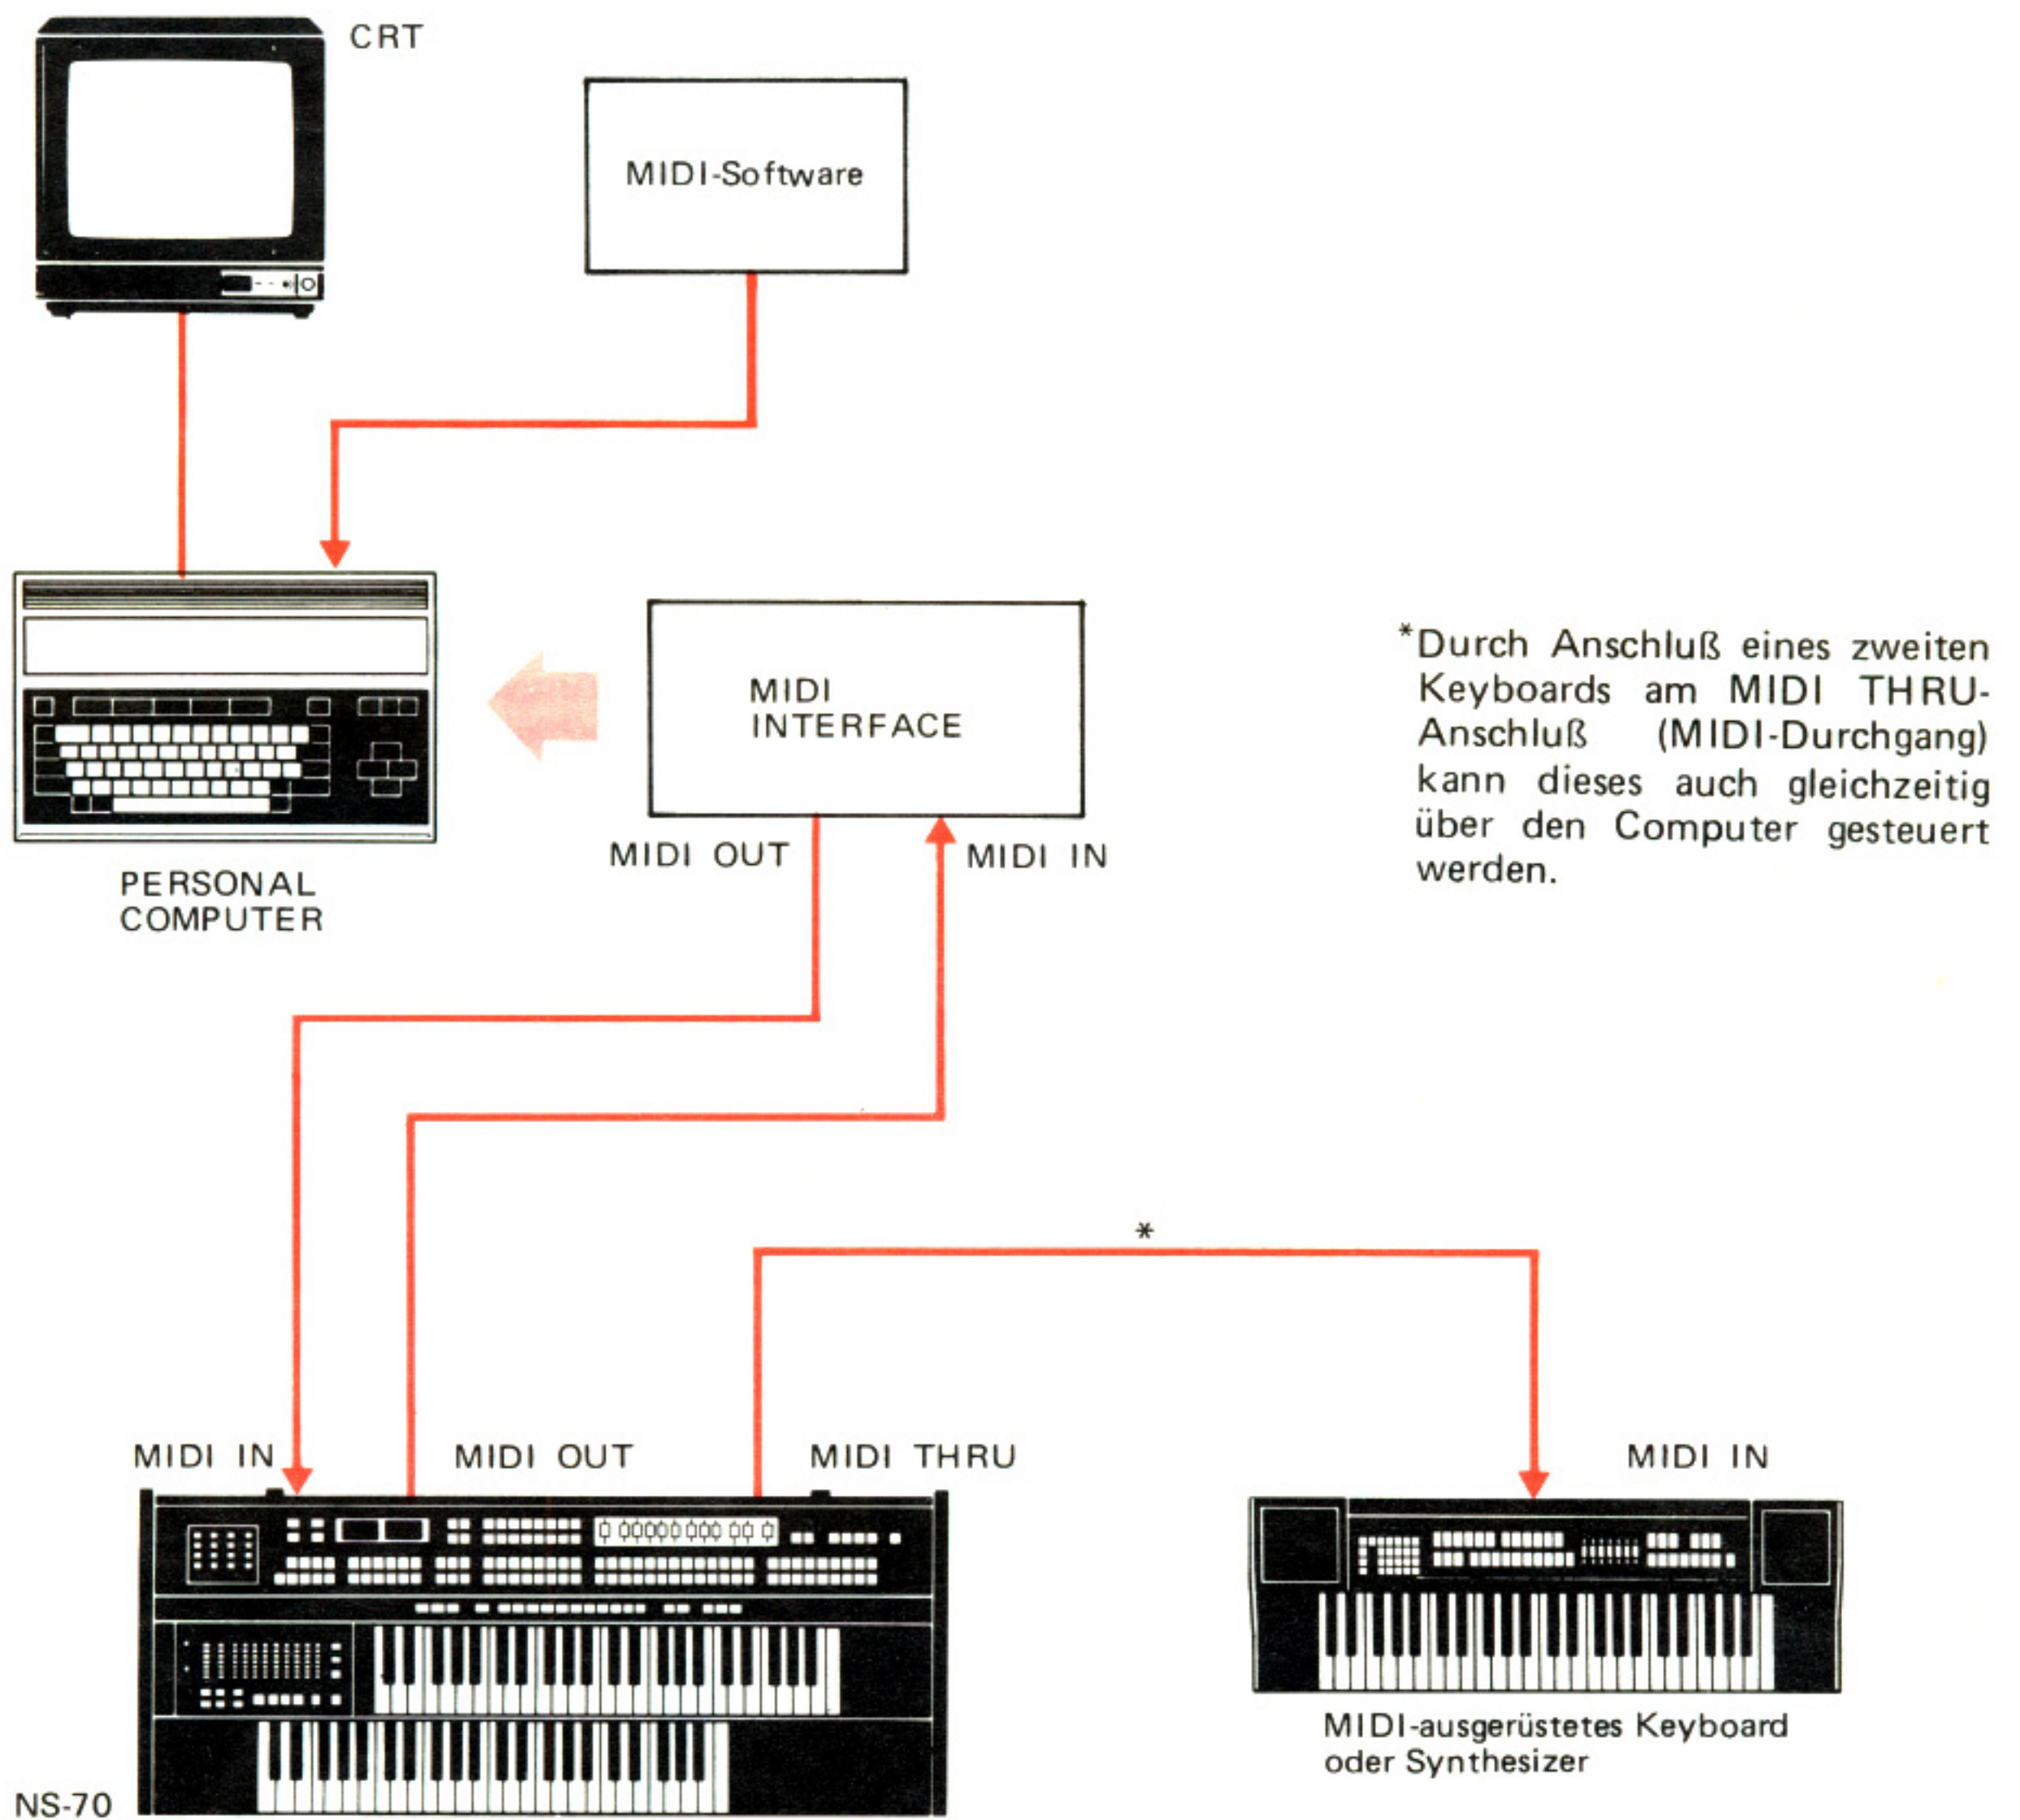 CRT
MIDI-Software
MIDI
INTERFACE
*Durch Anschluß eines zweiten
Keyboards am MIDI THRU-
Anschluß (MIDI-Durchgang)
kann dieses auch gleichzeitig
über den Computer gesteuert
werden.
MIDI OUT
MIDI IN
PERSONAL
COMPUTER
*
MIDI IN
MIDI OUT
MIDI THRU
MIDI IN
MIDI-ausgerüstetes Keyboard
oder Synthesizer
NS-70